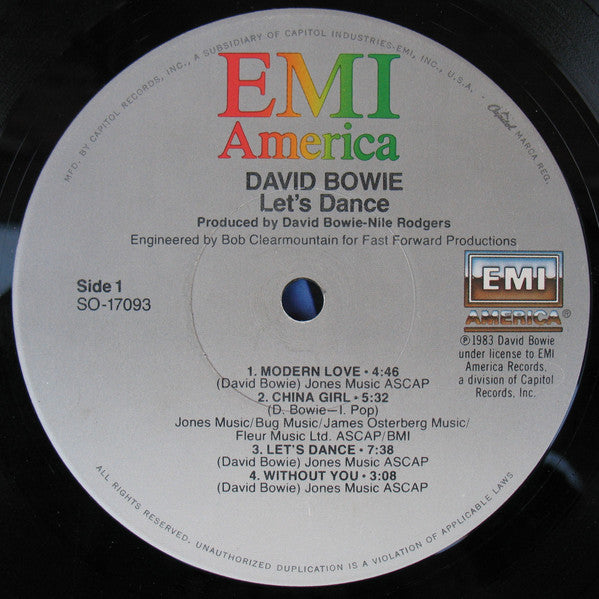 MFD. BY CAPITOL RECORDS, INC., A SUBSIDIARY OF CAPITOL INDUSTRIES-EMI, INC., U.S.A. • Capitol MARCA REG.
EMI
America
DAVID BOWIE
Let's Dance
Produced by David Bowie-Nile Rodgers
Engineered by Bob Clearmountain for Fast Forward Productions
Side 1
SO-17093
EMI
AMERICA®
℗ 1983 David Bowie
under license to EMI
America Records,
a division of Capitol
Records, Inc.
1. MODERN LOVE • 4:46
(David Bowie) Jones Music ASCAP
2. CHINA GIRL • 5:32
(D. Bowie—I. Pop)
Jones Music/Bug Music/James Osterberg Music/
Fleur Music Ltd. ASCAP/BMI
3. LET'S DANCE • 7:38
(David Bowie) Jones Music ASCAP
4. WITHOUT YOU • 3:08
(David Bowie) Jones Music ASCAP
ALL RIGHTS RESERVED. UNAUTHORIZED DUPLICATION IS A VIOLATION OF APPLICABLE LAWS